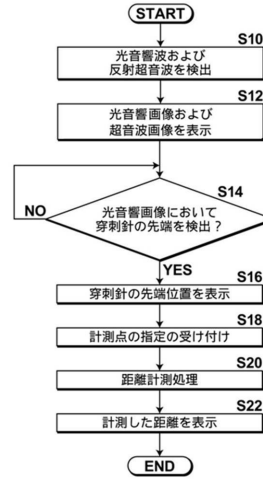 START
S10
光音響波および
反射超音波を検出
S12
光音響画像および
超音波画像を表示
S14
光音響画像において
穿刺針の先端を検出?
NO
YES
S16
穿刺針の先端位置を表示
S18
計測点の指定の受け付け
S20
距離計測処理
S22
計測した距離を表示
END